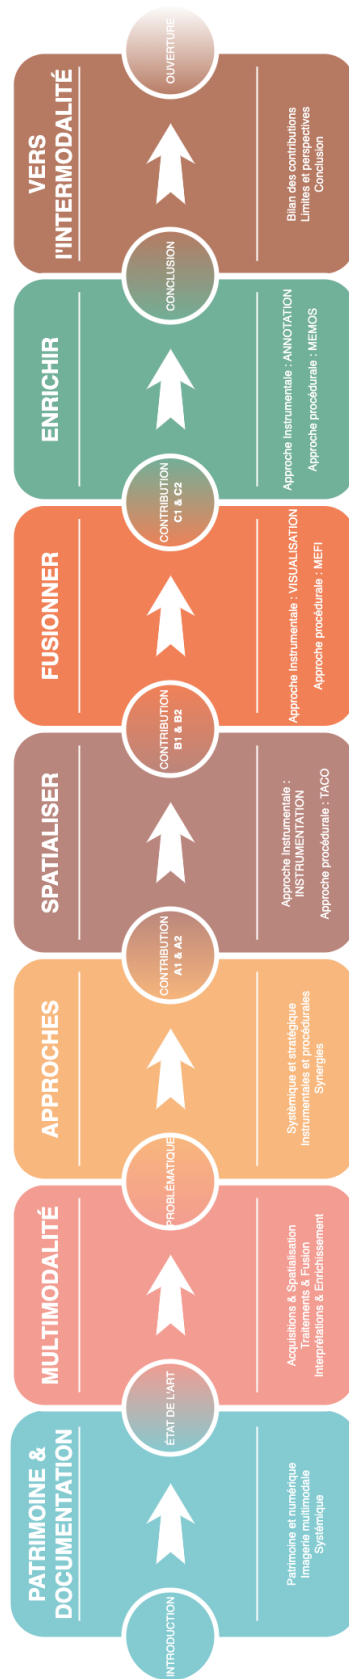 PATRIMOINE &
DOCUMENTATION
INTRODUCTION
Patrimoine et numérique
Imagerie multimodale
Systémique
ÉTAT DE L'ART
MULTIMODALITÉ
Acquisitions & Spatialisation
Traitements & Fusion
Interprétations & Enrichissement
PROBLÉMATIQUE
APPROCHES
Systèmique et stratégique
Instrumentales et procédurales
Synergies
CONTRIBUTION
A1 & A2
SPATIALISER
Approche Instrumentale :
INSTRUMENTATION
Approche procédurale : TACO
CONTRIBUTION
B1 & B2
FUSIONNER
Approche Instrumentale : VISUALISATION
Approche procédurale : MEFI
CONTRIBUTION
C1 & C2
ENRICHIR
Approche Instrumentale : ANNOTATION
Approche procédurale : MEMOS
CONCLUSION
VERS
l'INTERMODALITÉ
Bilan des contributions
Limites et perspectives
Conclusion
OUVERTURE